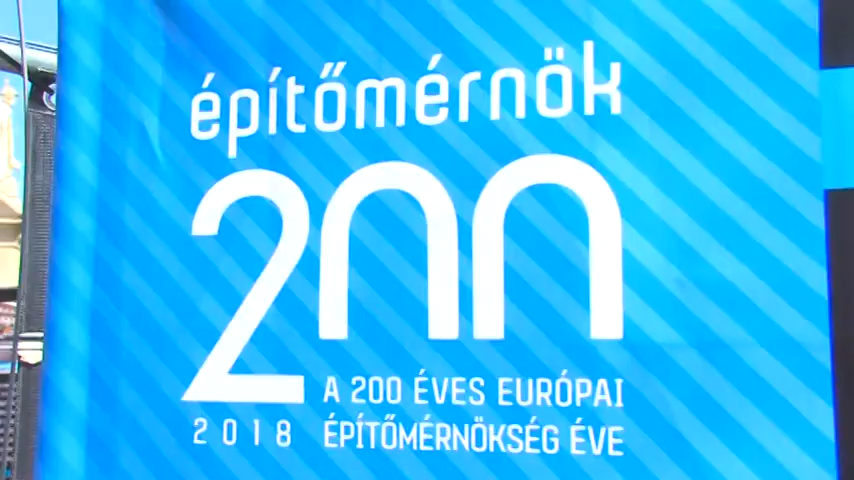 építőmérnök
200
A 200 ÉVES EURÓPAI
2018 ÉPÍTŐMÉRNÖKSÉG ÉVE